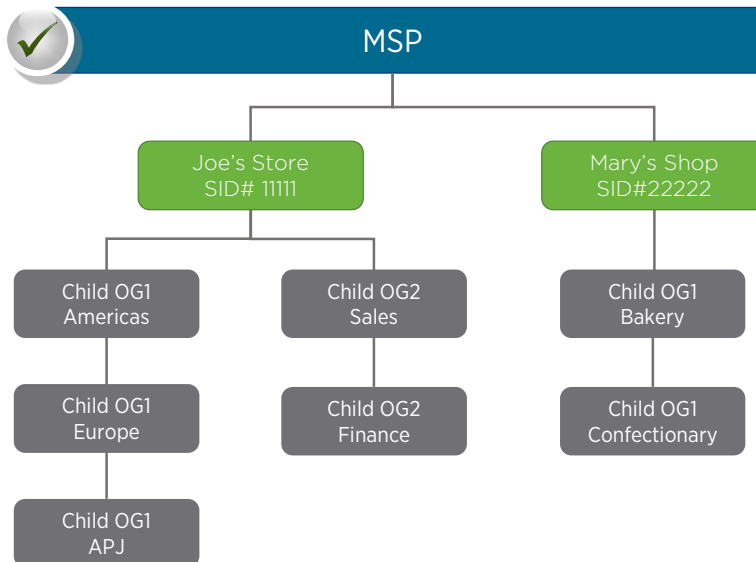 MSP
Joe's Store
SID# 11111
Mary's Shop
SID#22222
Child OG1
Americas
Child OG2
Sales
Child OG1
Bakery
Child OG1
Europe
Child OG2
Finance
Child OG1
Confectionary
Child OG1
APJ